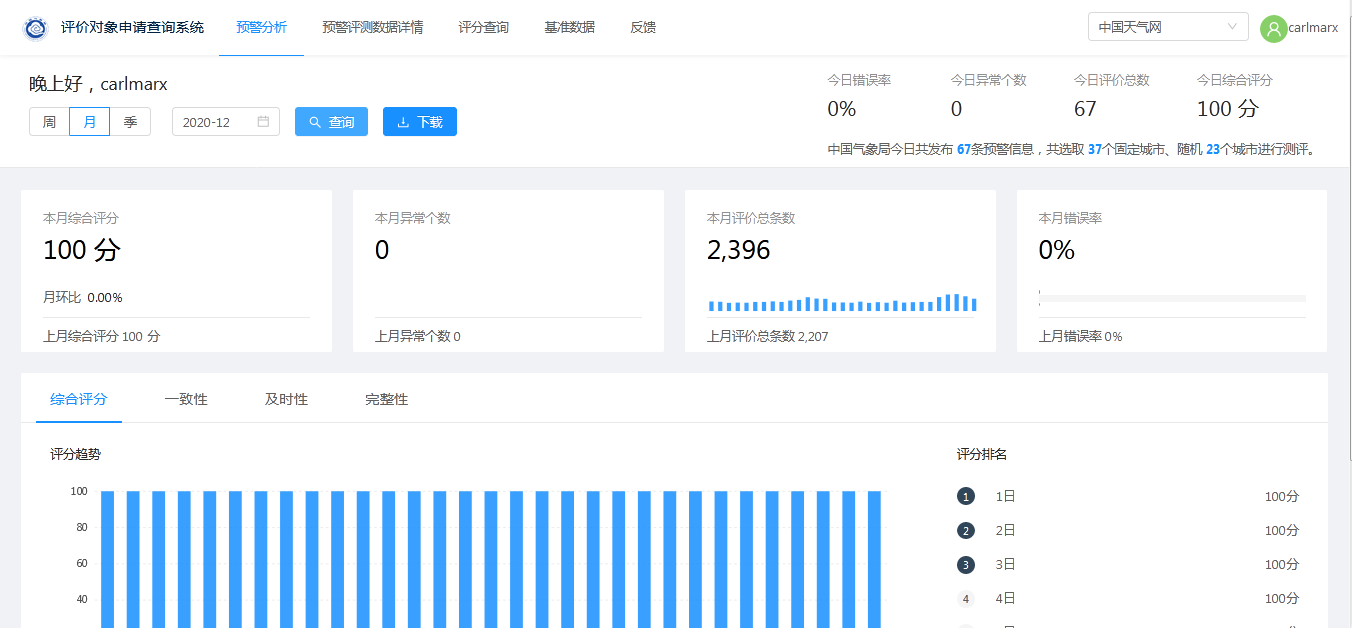 评价对象申请查询系统 预警分析 预警评测数据详情 评分查询 基准数据 反馈 中国天气网 carlmarx
晚上好，carlmarx
周 月 季 2020-12 查询 下载
今日错误率 今日异常个数 今日评价总数 今日综合评分
0% 0 67 100 分
中国气象局今日共发布 67条预警信息，共选取 37个固定城市、随机 23个城市进行测评。
本月综合评分
100 分
月环比 0.00%
上月综合评分 100 分
本月异常个数
0
上月异常个数 0
本月评价总条数
2,396
上月评价总条数 2,207
本月错误率
0%
上月错误率 0%
综合评分 一致性 及时性 完整性
评分趋势
100
80
60
40
评分排名
1 1日 100分
2 2日 100分
3 3日 100分
4 4日 100分